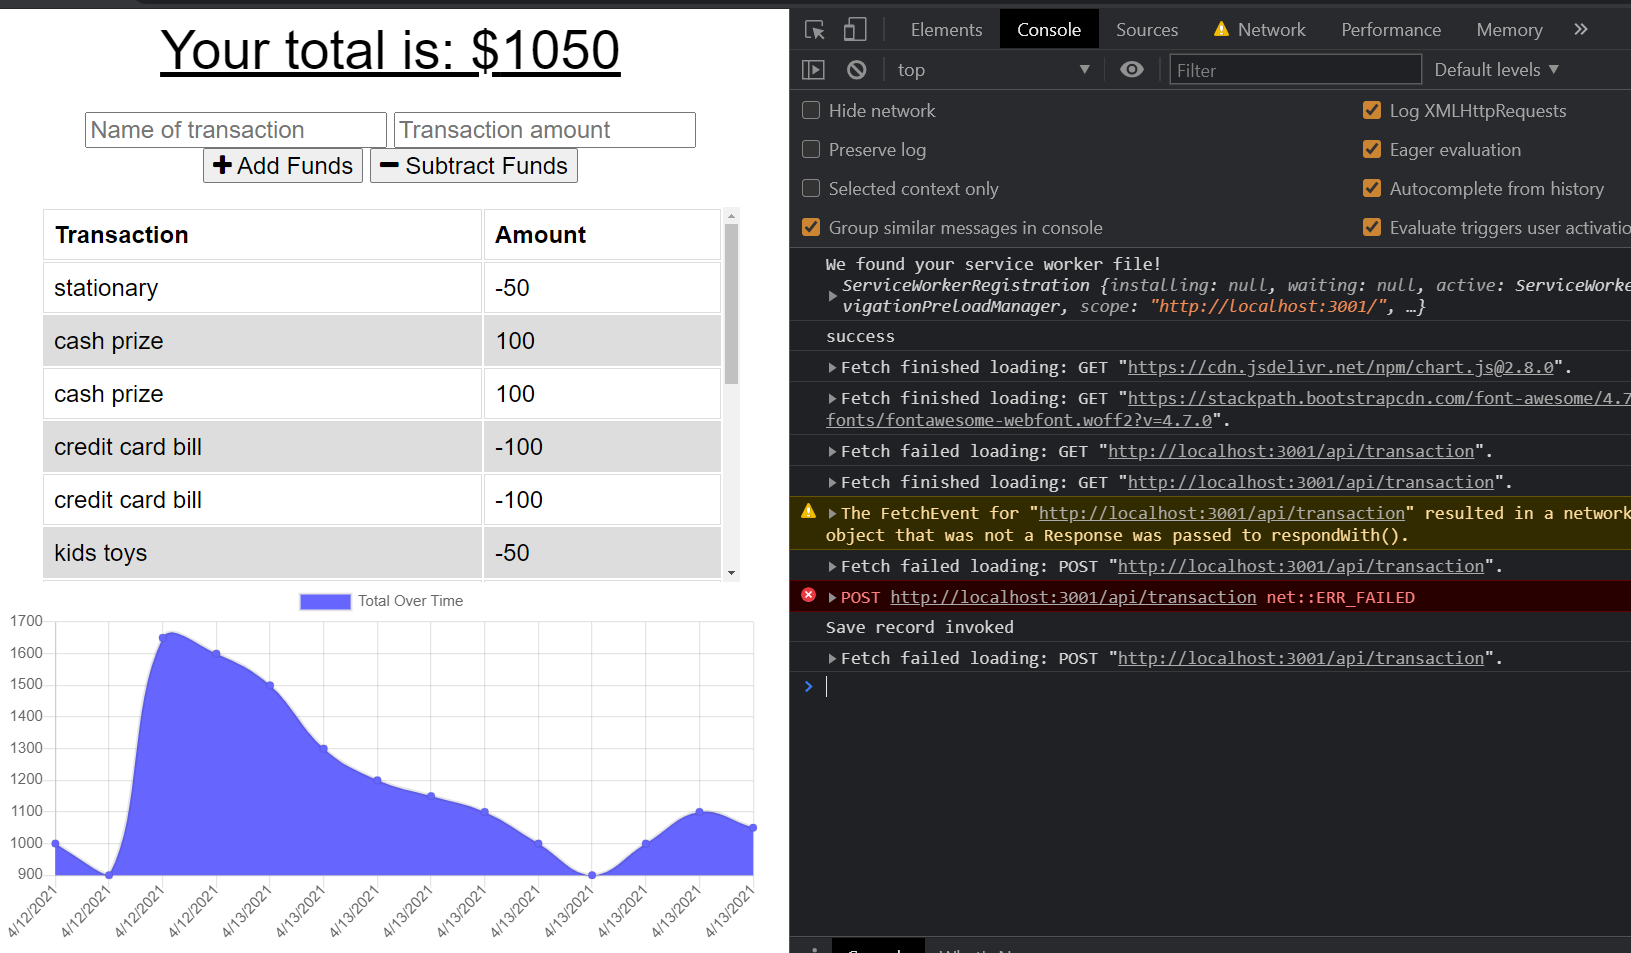 Your total is: $1050
Name of transaction Transaction amount
Add Funds Subtract Funds
Transaction Amount
stationary -50
cash prize 100
cash prize 100
credit card bill -100
credit card bill -100
kids toys -50
Total Over Time
1700
1600
1500
1400
1300
1200
1100
1000
900
4/12/2021 4/12/2021 4/12/2021 4/12/2021 4/13/2021 4/13/2021 4/13/2021 4/13/2021 4/13/2021 4/13/2021 4/13/2021 4/13/2021 4/13/2021 4/13/2021
Elements Console Sources Network Performance Memory »
top Filter Default levels
Hide network Log XMLHttpRequests
Preserve log Eager evaluation
Selected context only Autocomplete from history
Group similar messages in console Evaluate triggers user activatio
We found your service worker file!
ServiceWorkerRegistration {installing: null, waiting: null, active: ServiceWorke
vigationPreloadManager, scope: "http://localhost:3001/", …}
success
Fetch finished loading: GET "https://cdn.jsdelivr.net/npm/chart.js@2.8.0".
Fetch finished loading: GET "https://stackpath.bootstrapcdn.com/font-awesome/4.7
fonts/fontawesome-webfont.woff2?v=4.7.0".
Fetch failed loading: GET "http://localhost:3001/api/transaction".
Fetch finished loading: GET "http://localhost:3001/api/transaction".
The FetchEvent for "http://localhost:3001/api/transaction" resulted in a network
object that was not a Response was passed to respondWith().
Fetch failed loading: POST "http://localhost:3001/api/transaction".
POST http://localhost:3001/api/transaction net::ERR_FAILED
Save record invoked
Fetch failed loading: POST "http://localhost:3001/api/transaction".